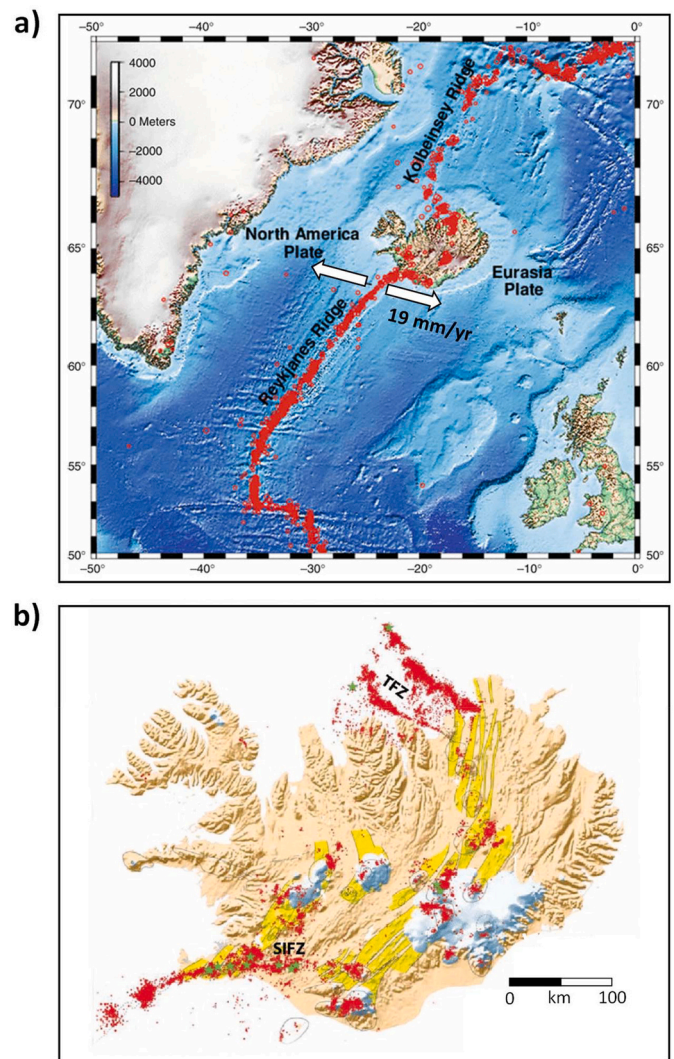 a)
−50° −40° −30° −20° −10° 0°
4000
2000
0 Meters
−2000
−4000
70° 70°
Kolbeinsey Ridge
65° 65°
North America
Plate
Eurasia
Plate
19 mm/yr
Reykjanes Ridge
60° 60°
55° 55°
50° 50°
−50° −40° −30° −20° −10° 0°
b)
TFZ
SIFZ
0 km 100